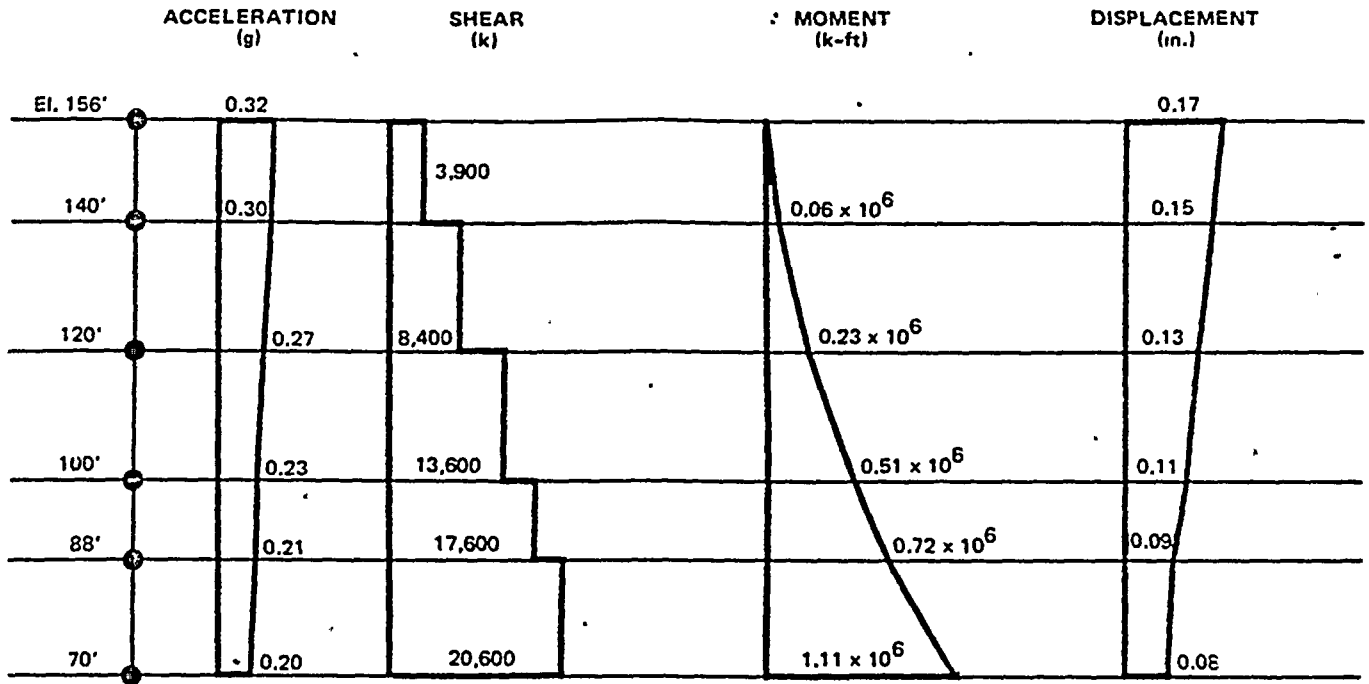 ACCELERATION SHEAR MOMENT DISPLACEMENT
(g) (k) (k-ft) (in.)
El. 156' 0.32 0.17
3,900
140' 0.30 0.06 x 10^6 0.15
120' 0.27 8,400 0.23 x 10^6 0.13
100' 0.23 13,600 0.51 x 10^6 0.11
88' 0.21 17,600 0.72 x 10^6 0.09
70' 0.20 20,600 1.11 x 10^6 0.08